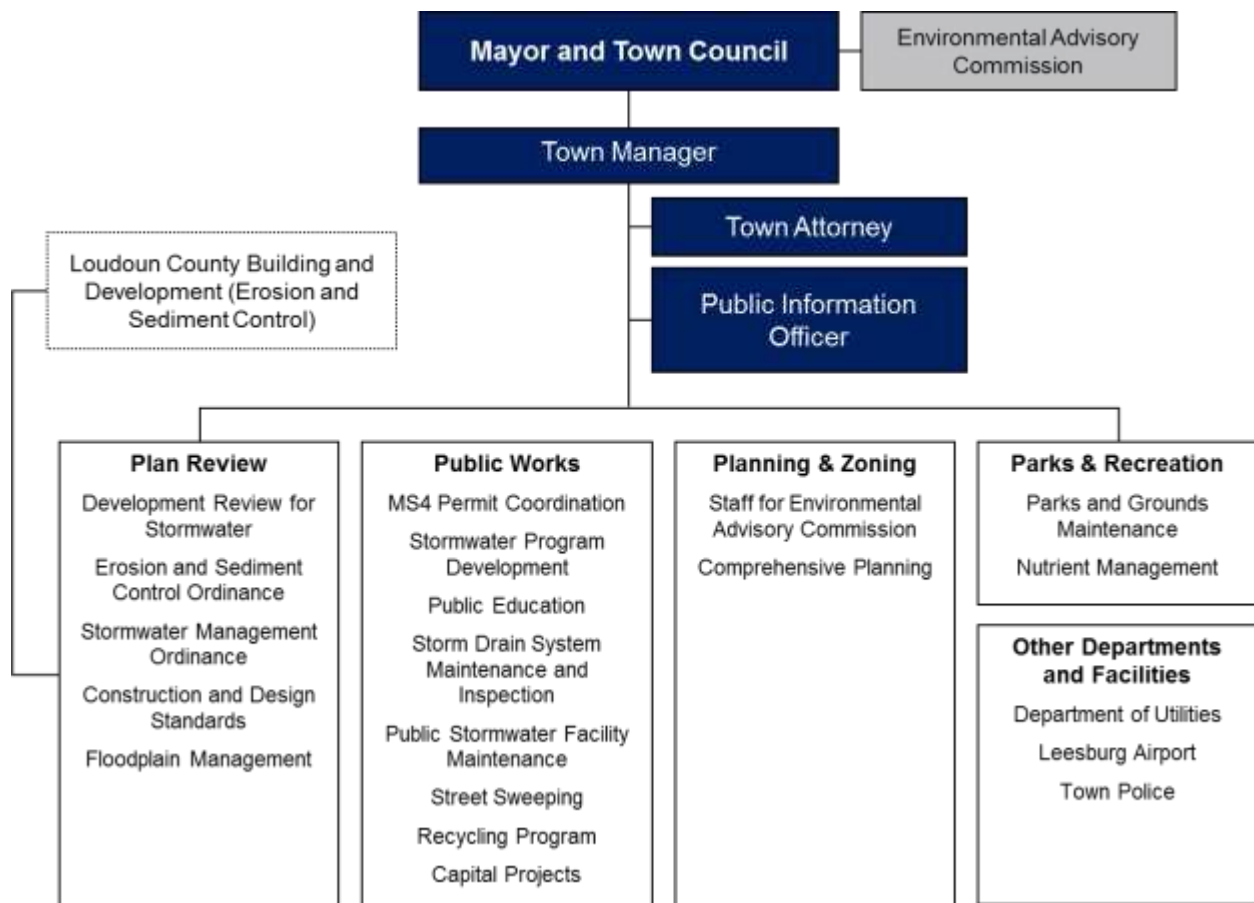 Mayor and Town Council
Environmental Advisory
Commission
Town Manager
Town Attorney
Public Information
Officer
Loudoun County Building and
Development (Erosion and
Sediment Control)
Plan Review
Development Review for
Stormwater
Erosion and Sediment
Control Ordinance
Stormwater Management
Ordinance
Construction and Design
Standards
Floodplain Management
Public Works
MS4 Permit Coordination
Stormwater Program
Development
Public Education
Storm Drain System
Maintenance and
Inspection
Public Stormwater Facility
Maintenance
Street Sweeping
Recycling Program
Capital Projects
Planning & Zoning
Staff for Environmental
Advisory Commission
Comprehensive Planning
Parks & Recreation
Parks and Grounds
Maintenance
Nutrient Management
Other Departments
and Facilities
Department of Utilities
Leesburg Airport
Town Police